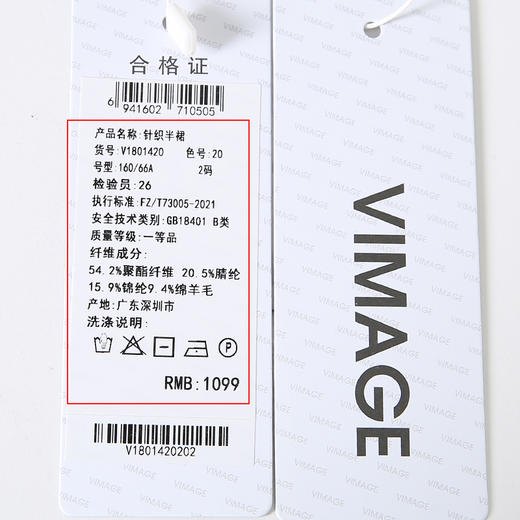 合格证
6 941602 710505
产品名称: 针织半裙
货号: V1801420 色号: 20
号型: 160/66A 2码
检验员: 26
执行标准: FZ/T73005-2021
安全技术类别: GB18401 B类
质量等级: 一等品
纤维成分:
54.2%聚酯纤维 20.5%腈纶
15.9%锦纶9.4%绵羊毛
产地: 广东深圳市
洗涤说明:
P
RMB: 1099
V1801420202
VIMAGE